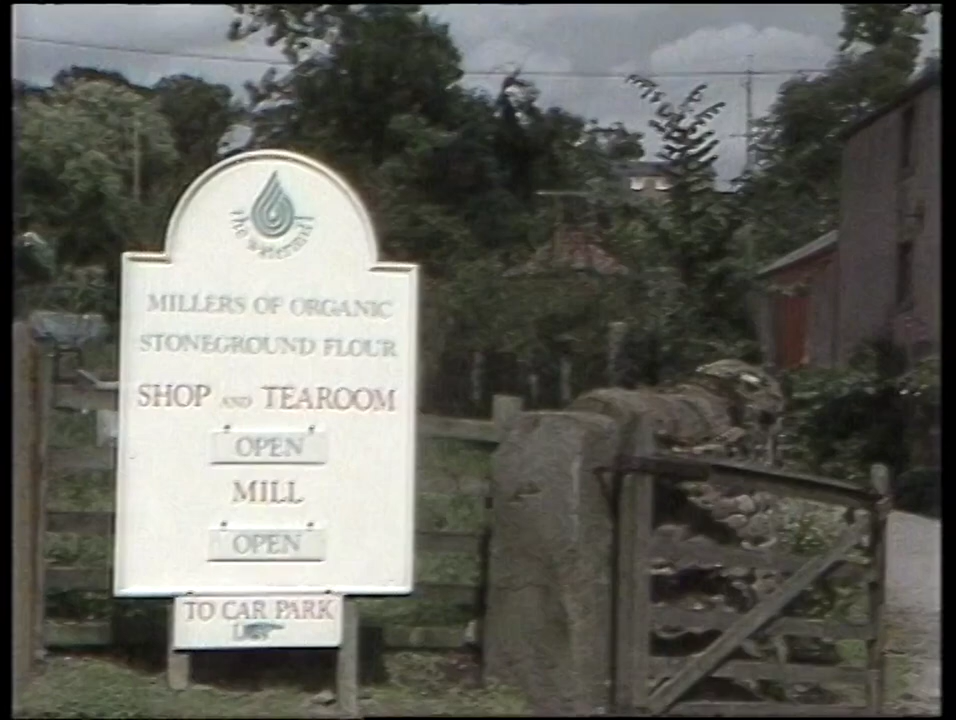 the watermill
MILLERS OF ORGANIC
STONEGROUND FLOUR
SHOP AND TEAROOM
OPEN
MILL
OPEN
TO CAR PARK